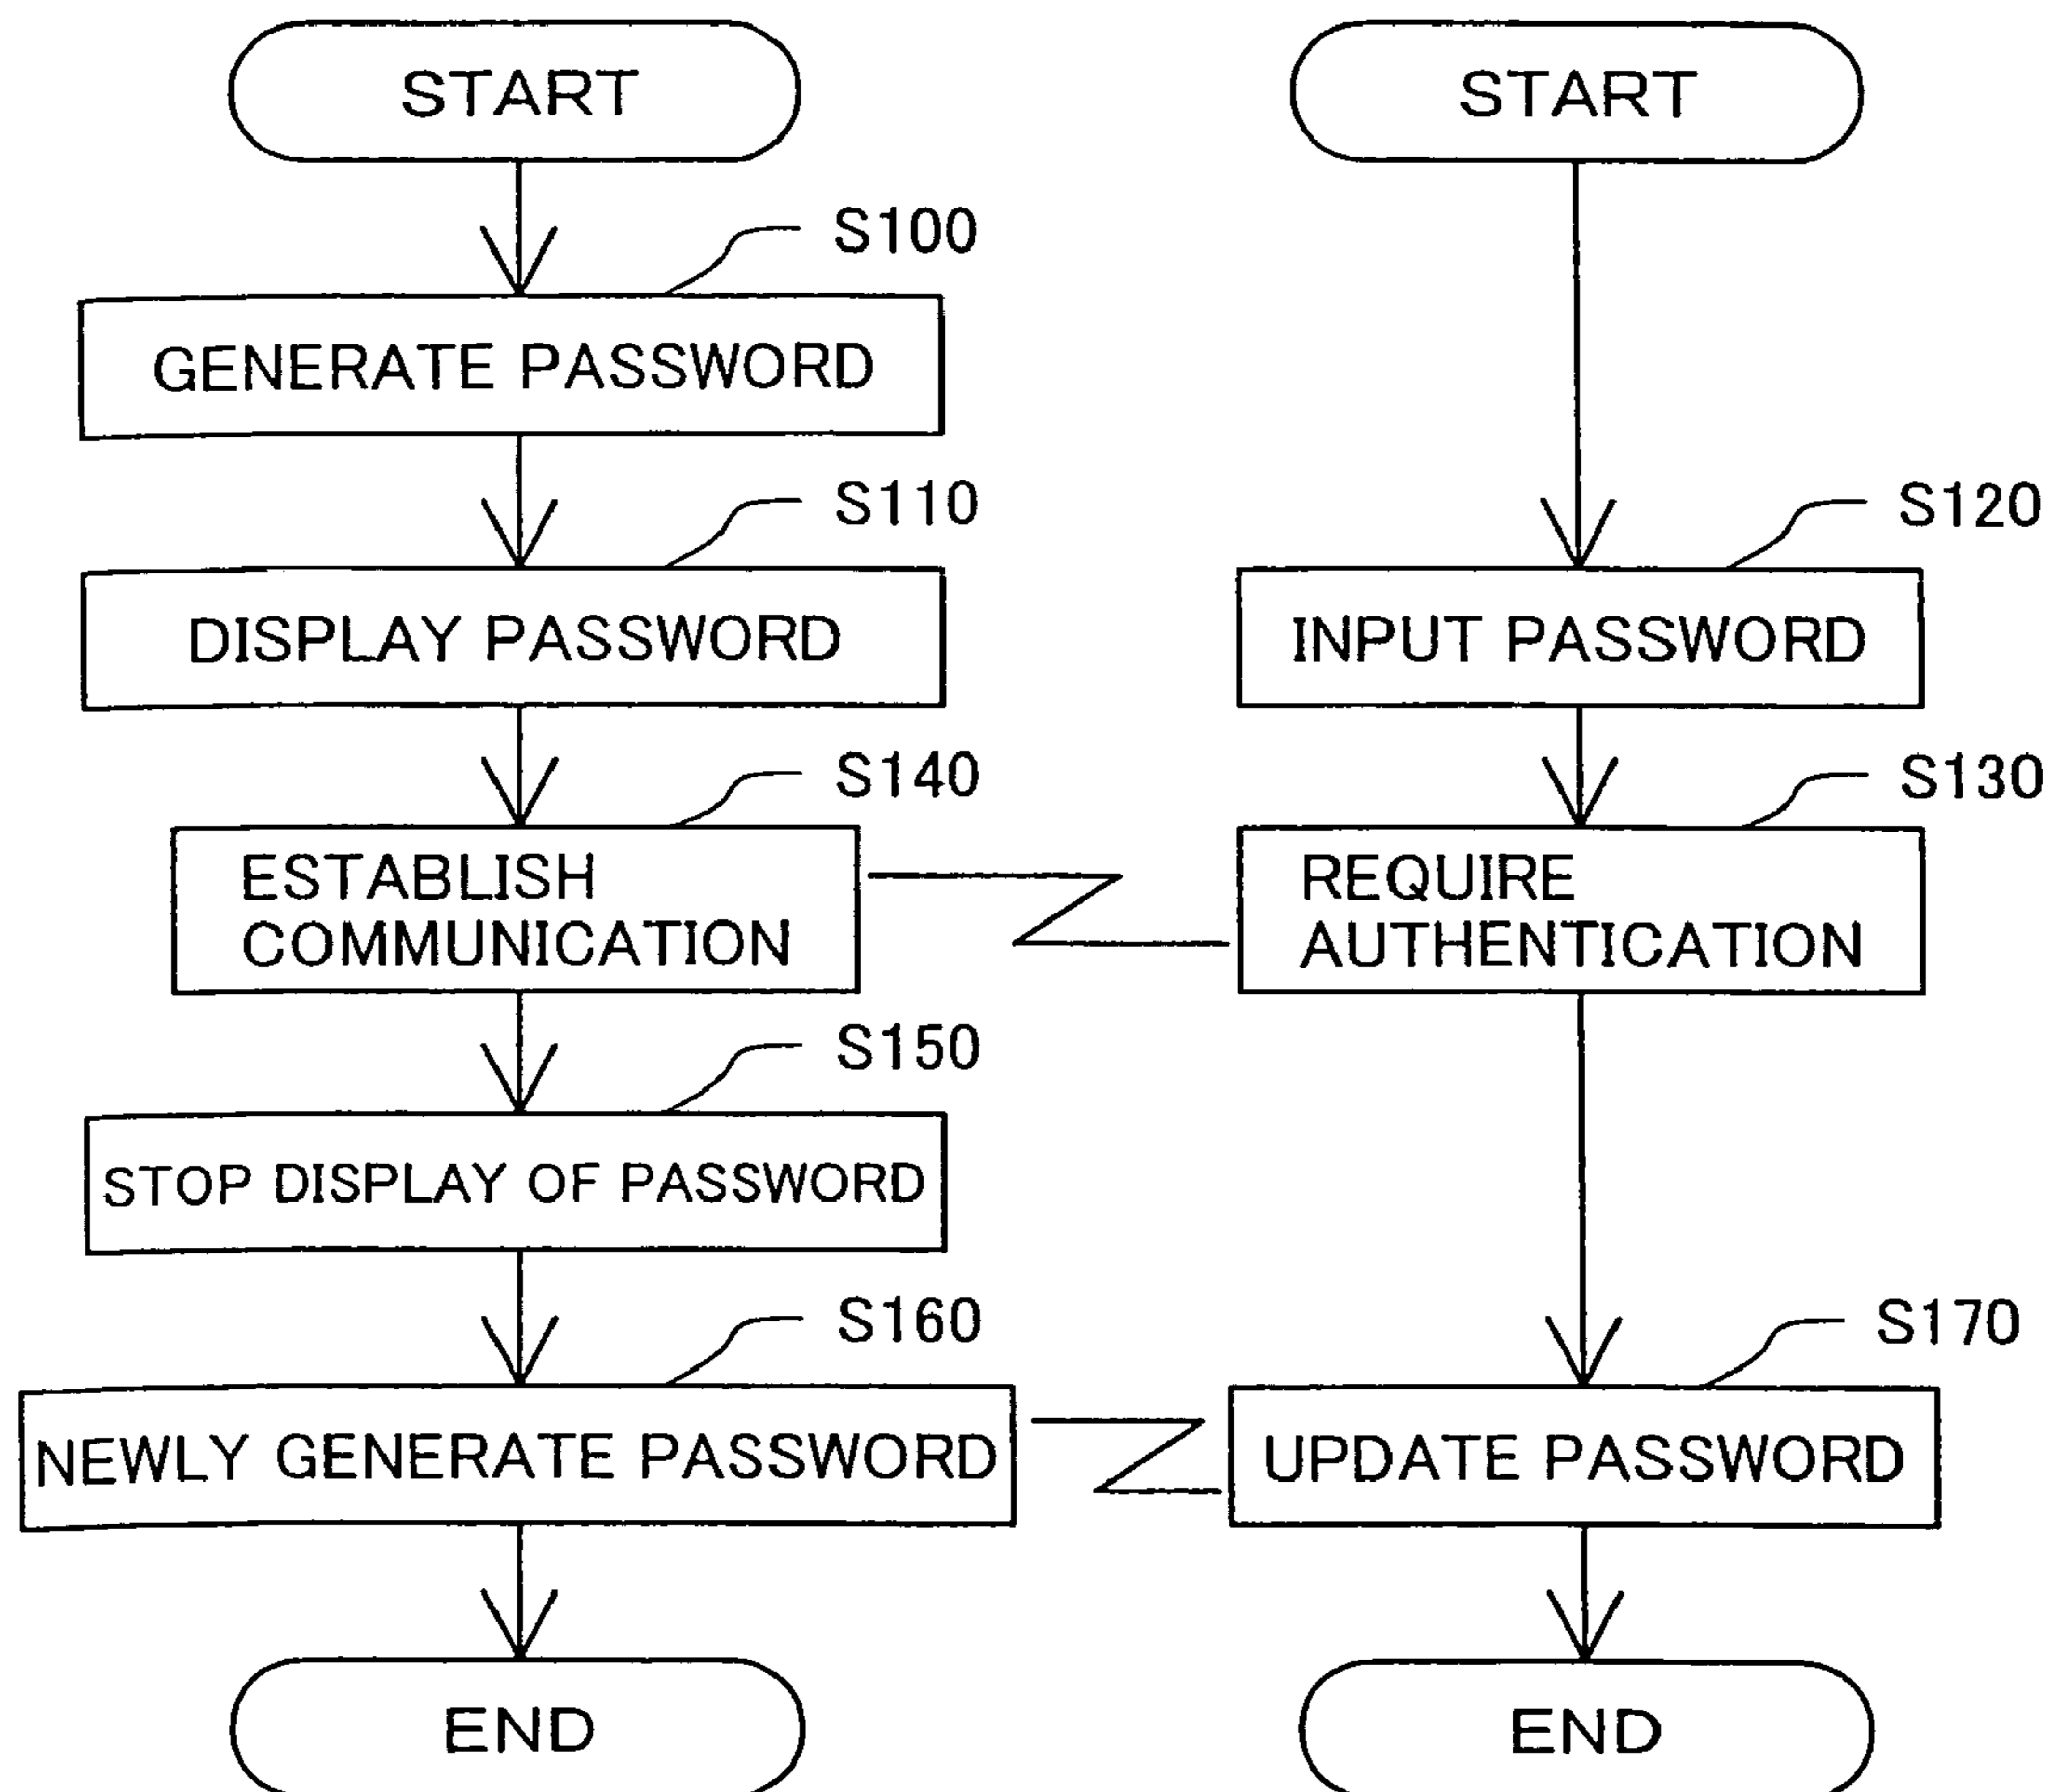 START
S100
GENERATE PASSWORD
S110
DISPLAY PASSWORD
S140
ESTABLISH
COMMUNICATION
S150
STOP DISPLAY OF PASSWORD
S160
NEWLY GENERATE PASSWORD
END
START
S120
INPUT PASSWORD
S130
REQUIRE
AUTHENTICATION
S170
UPDATE PASSWORD
END